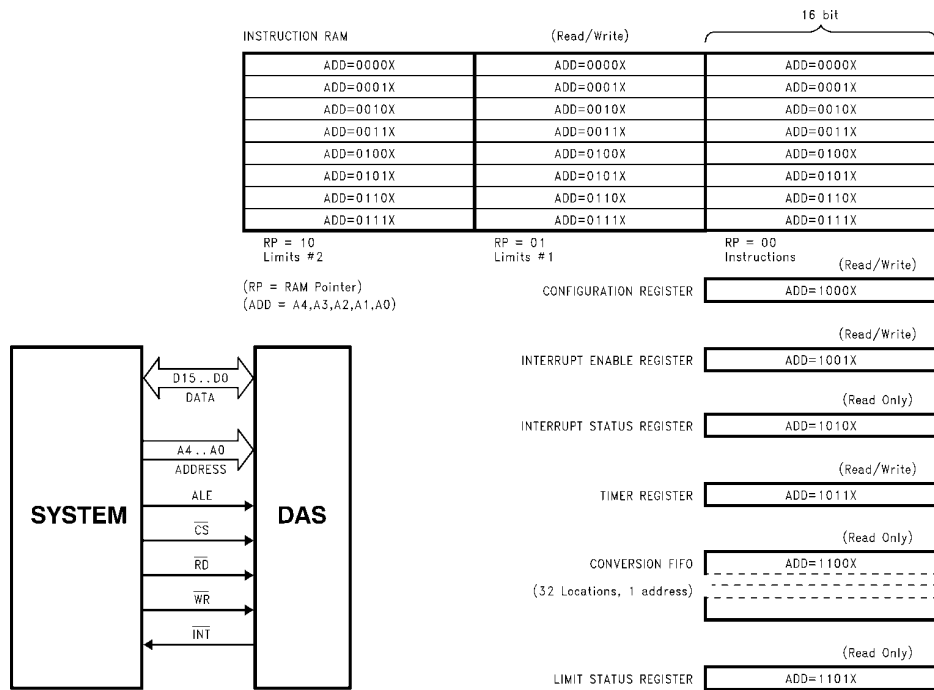 16 bit
INSTRUCTION RAM (Read/Write)
ADD=0000X ADD=0000X ADD=0000X
ADD=0001X ADD=0001X ADD=0001X
ADD=0010X ADD=0010X ADD=0010X
ADD=0011X ADD=0011X ADD=0011X
ADD=0100X ADD=0100X ADD=0100X
ADD=0101X ADD=0101X ADD=0101X
ADD=0110X ADD=0110X ADD=0110X
ADD=0111X ADD=0111X ADD=0111X
RP = 10 RP = 01 RP = 00
Limits #2 Limits #1 Instructions
(RP = RAM Pointer)
(ADD = A4,A3,A2,A1,A0)
(Read/Write)
CONFIGURATION REGISTER ADD=1000X
(Read/Write)
INTERRUPT ENABLE REGISTER ADD=1001X
(Read Only)
INTERRUPT STATUS REGISTER ADD=1010X
(Read/Write)
TIMER REGISTER ADD=1011X
(Read Only)
CONVERSION FIFO ADD=1100X
(32 Locations, 1 address)
(Read Only)
LIMIT STATUS REGISTER ADD=1101X
SYSTEM
D15..D0
DATA
A4..A0
ADDRESS
ALE
C̅S̅
R̅D̅
W̅R̅
I̅N̅T̅
DAS